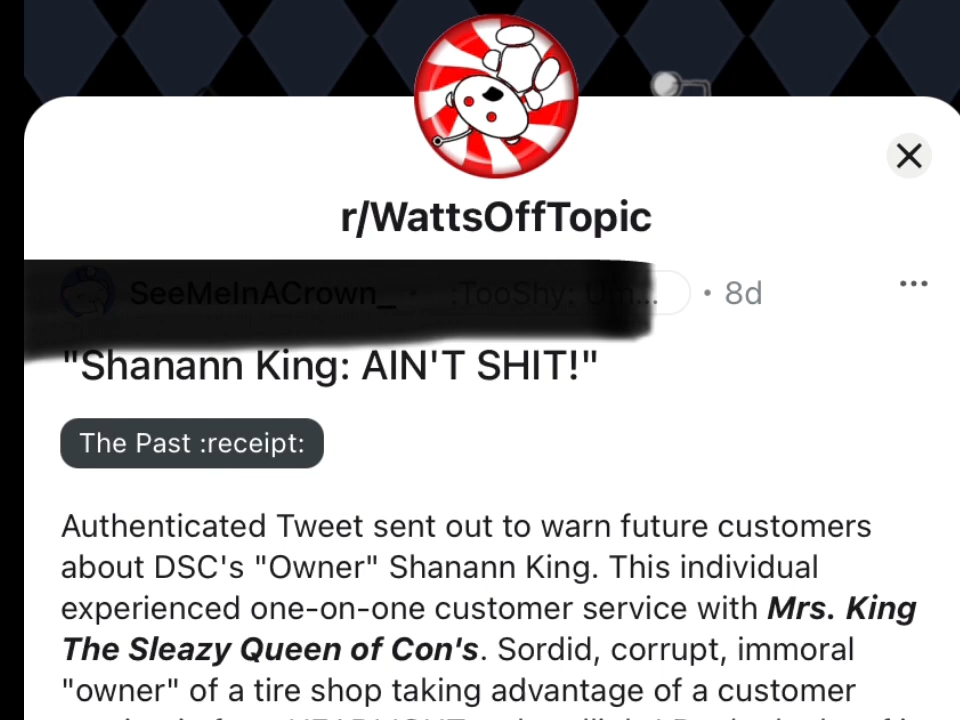 r/WattsOffTopic
SeeMeInACrown_ · :TooShy: Um... · 8d
"Shanann King: AIN'T SHIT!"
The Past :receipt:
Authenticated Tweet sent out to warn future customers
about DSC's "Owner" Shanann King. This individual
experienced one-on-one customer service with Mrs. King
The Sleazy Queen of Con's. Sordid, corrupt, immoral
"owner" of a tire shop taking advantage of a customer